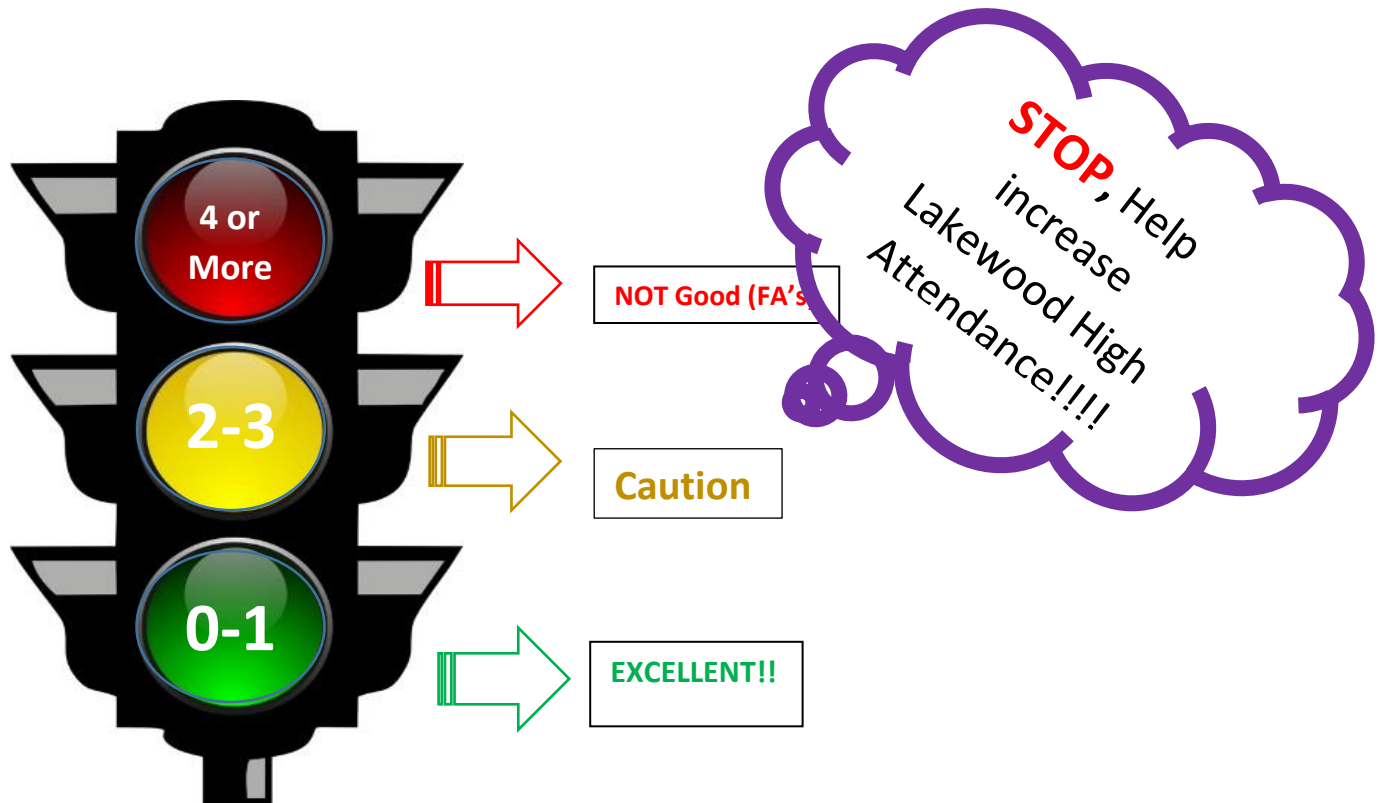 STOP, Help
increase
Lakewood High
Attendance!!!!
4 or
More
NOT Good (FA's
2-3
Caution
0-1
EXCELLENT!!